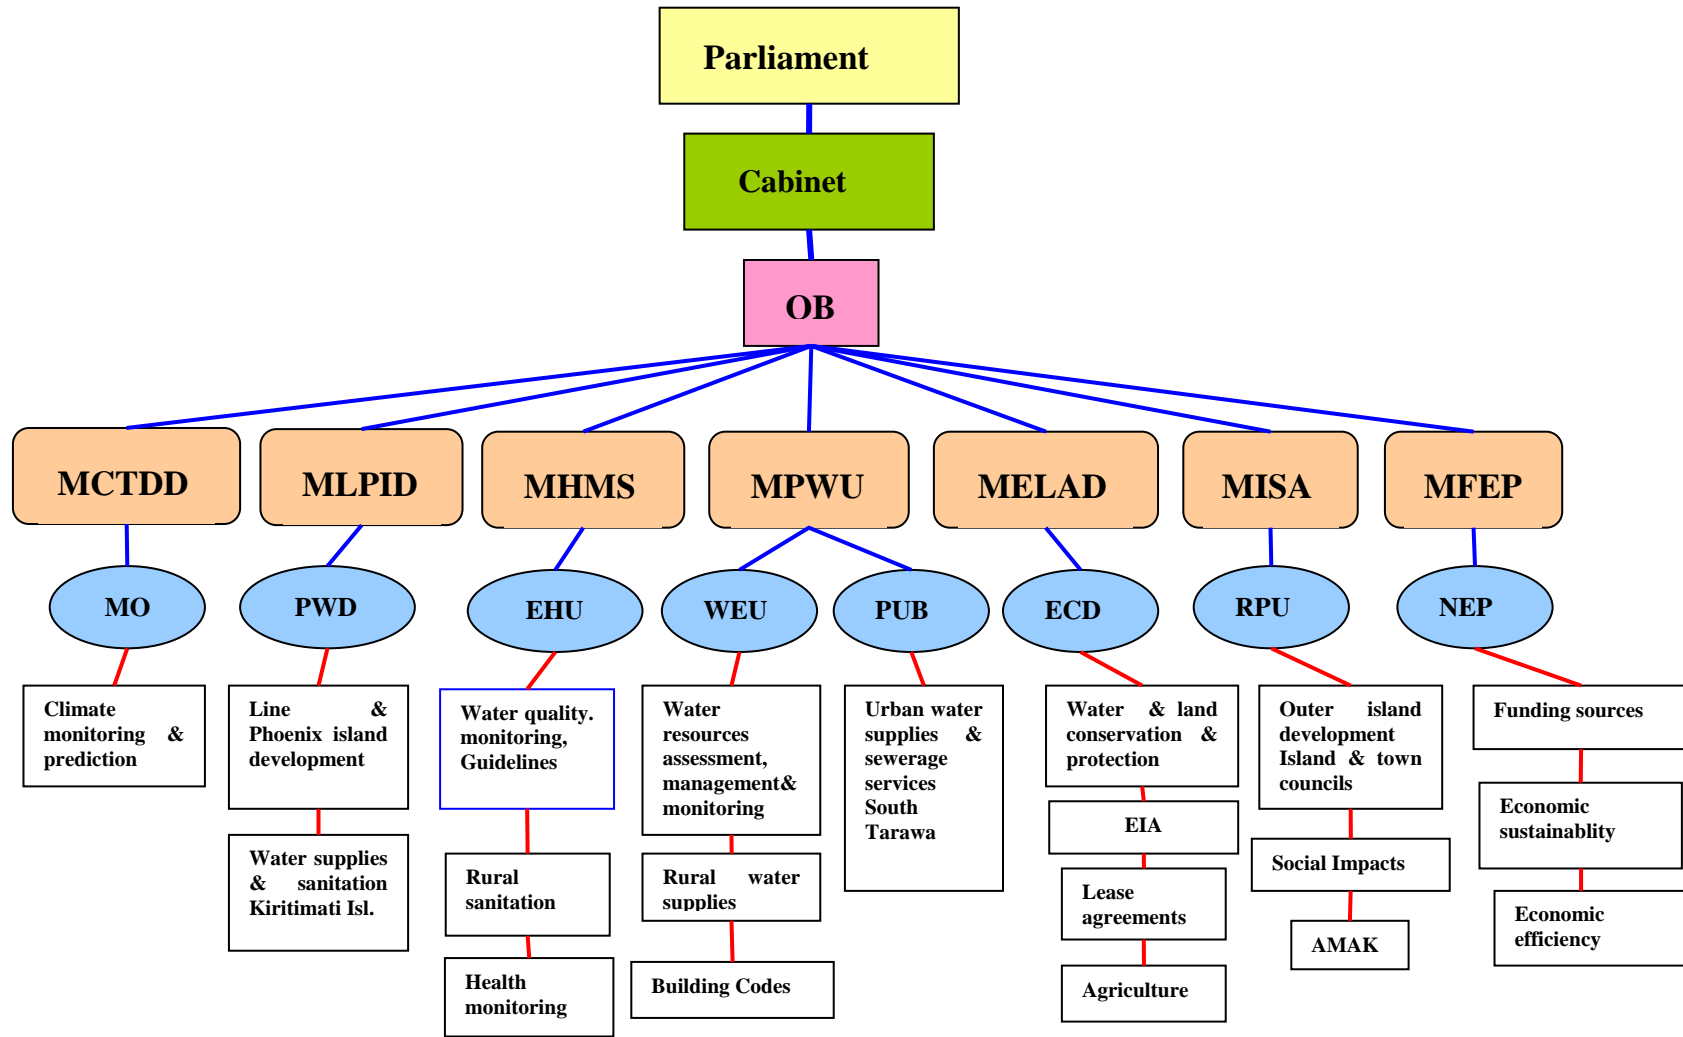 Parliament
Cabinet
OB
MCTDD
MLPID
MHMS
MPWU
MELAD
MISA
MFEP
MO
PWD
EHU
WEU
PUB
ECD
RPU
NEP
Climate
monitoring &
prediction
Line &
Phoenix island
development
Water supplies
& sanitation
Kiritimati Isl.
Water quality.
monitoring,
Guidelines
Rural
sanitation
Health
monitoring
Water
resources
assessment,
management&
monitoring
Rural water
supplies
Building Codes
Urban water
supplies &
sewerage
services
South
Tarawa
Water & land
conservation &
protection
EIA
Lease
agreements
Agriculture
Outer island
development
Island & town
councils
Social Impacts
AMAK
Funding sources
Economic
sustainablity
Economic
efficiency